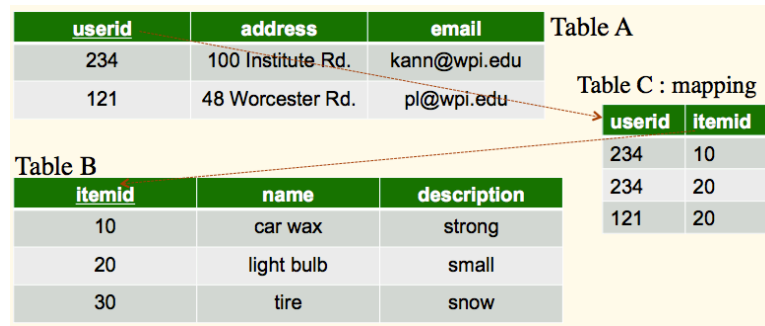 Table A
userid address email
234 100 Institute Rd. kann@wpi.edu
121 48 Worcester Rd. pl@wpi.edu
Table C : mapping
userid itemid
234 10
234 20
121 20
Table B
itemid name description
10 car wax strong
20 light bulb small
30 tire snow